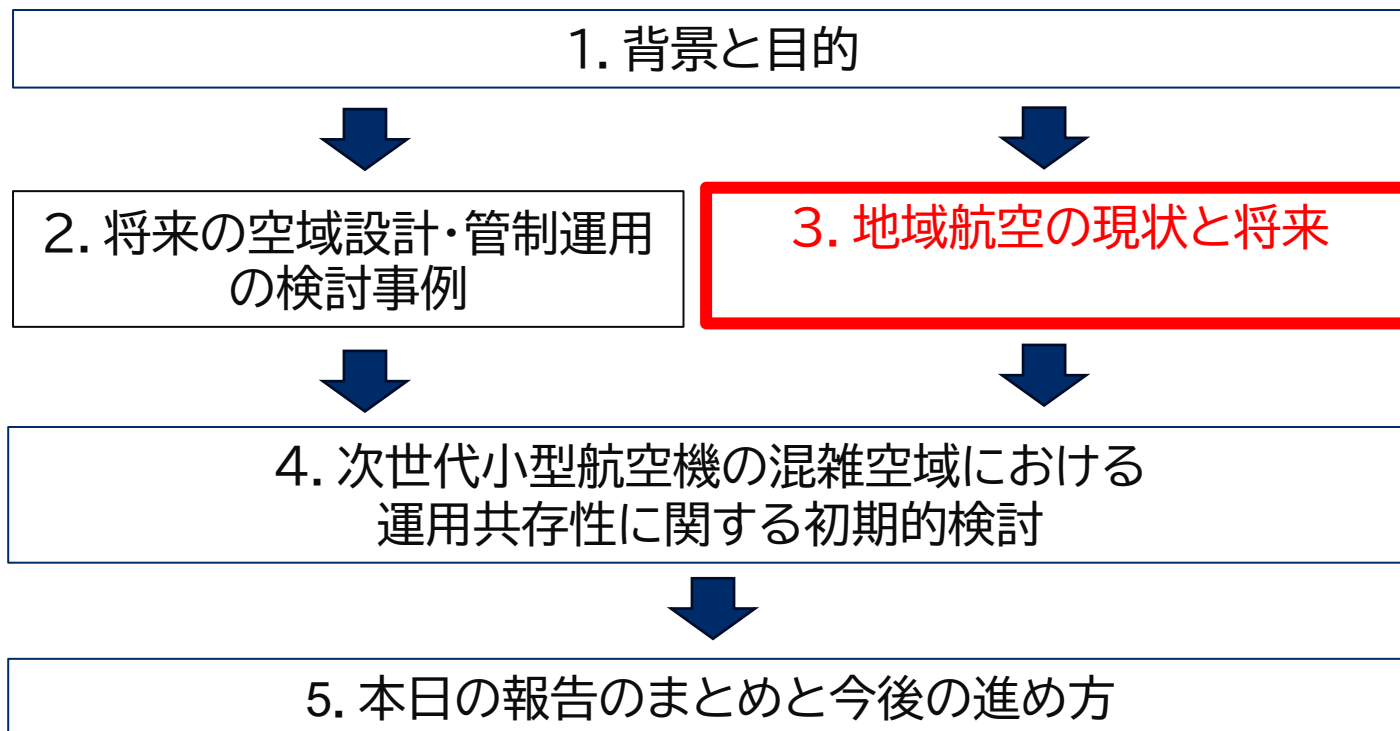 1. 背景と目的
2. 将来の空域設計・管制運用
の検討事例
3. 地域航空の現状と将来
4. 次世代小型航空機の混雑空域における
運用共存性に関する初期的検討
5. 本日の報告のまとめと今後の進め方